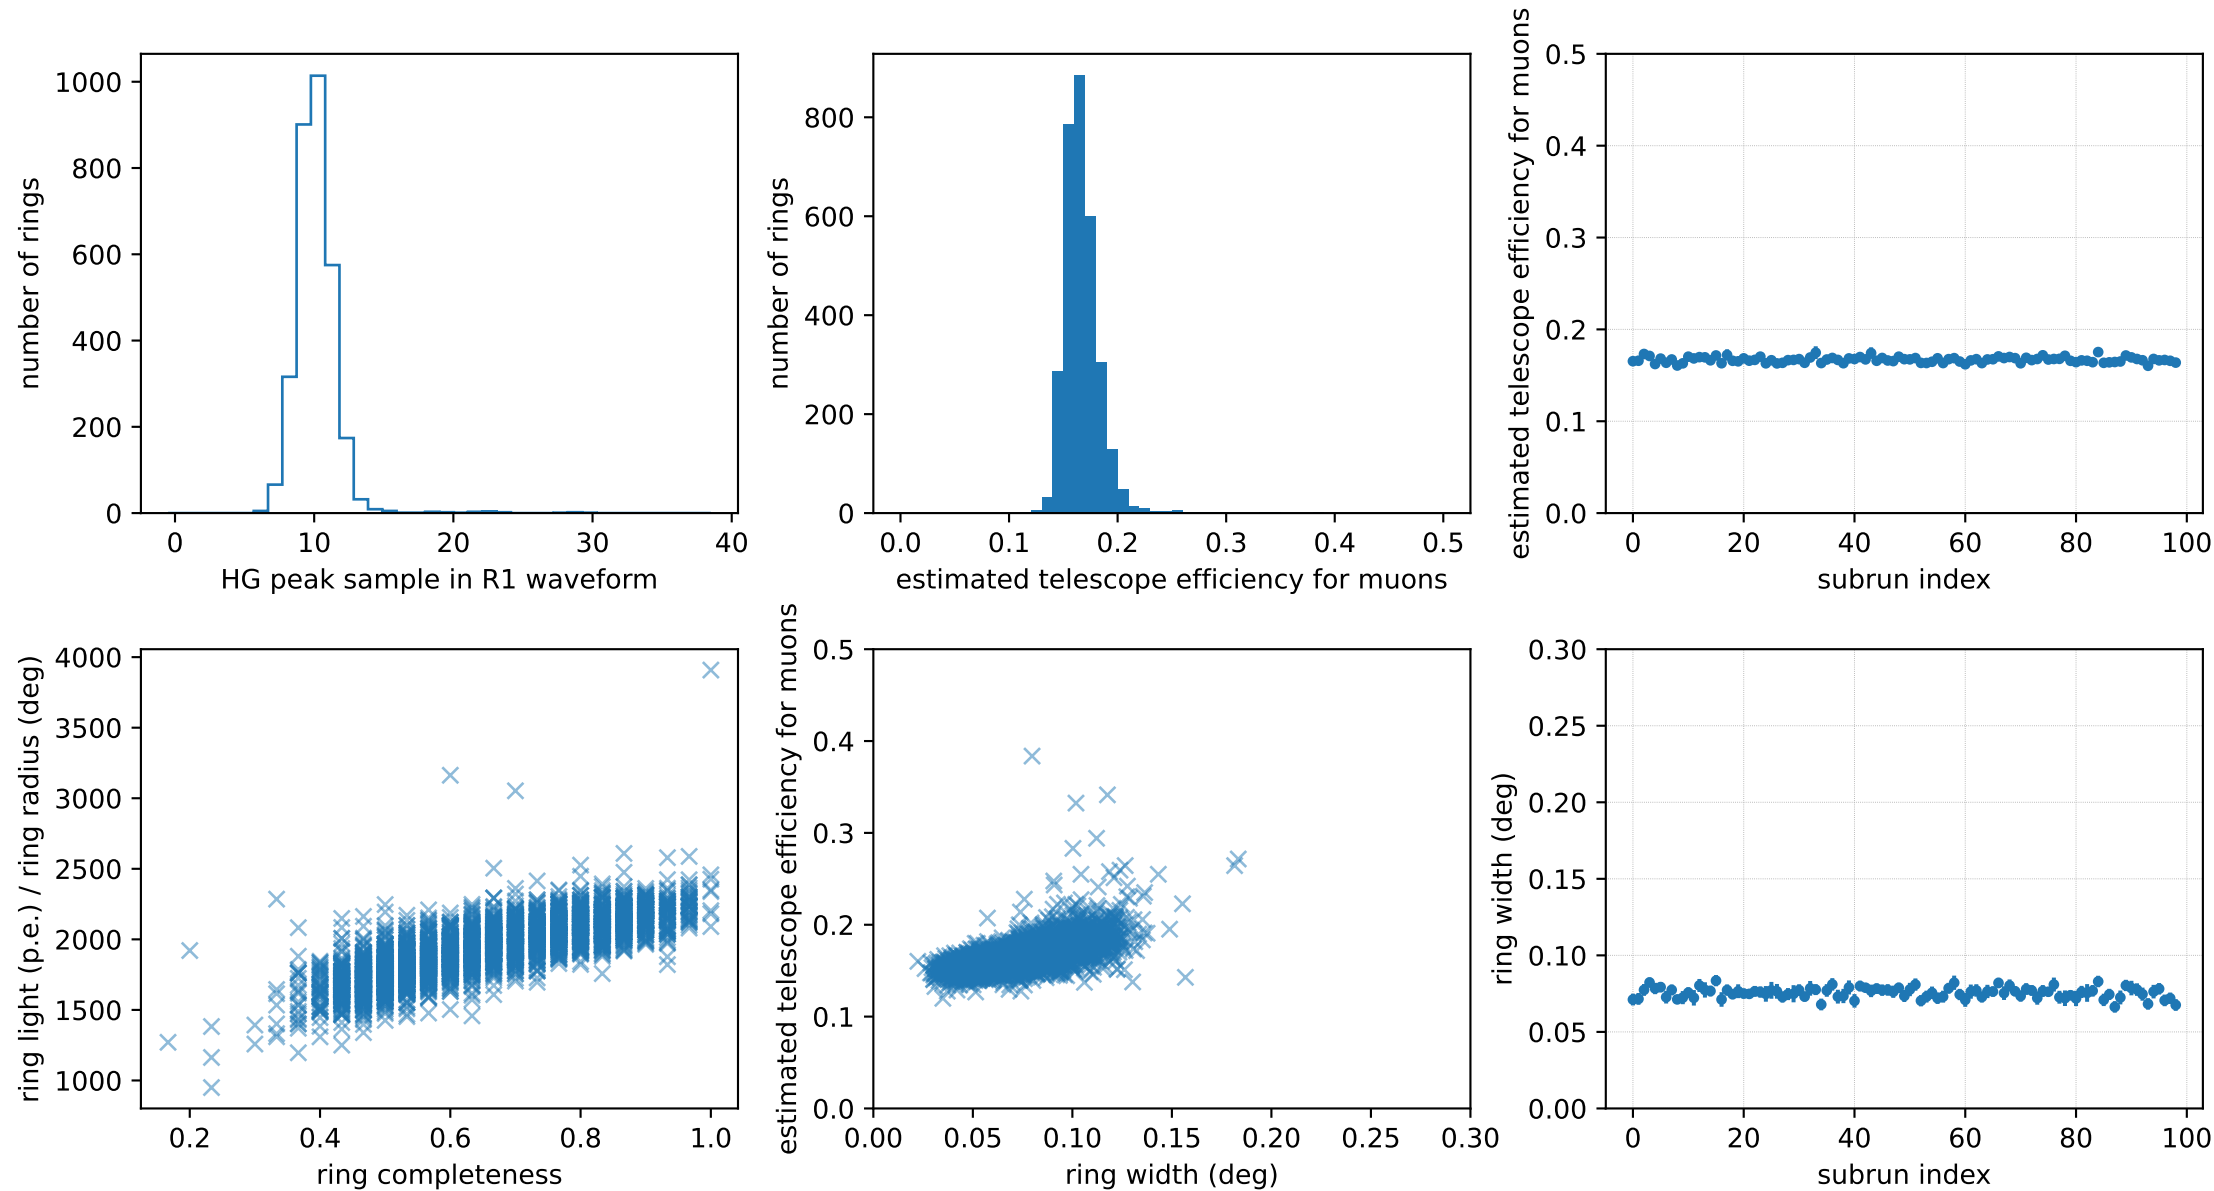 1000
800
600
400
200
0
number of rings
0 10 20 30 40
HG peak sample in R1 waveform
800
600
400
200
0
number of rings
0.0 0.1 0.2 0.3 0.4 0.5
estimated telescope efficiency for muons
0.5
0.4
0.3
0.2
0.1
0.0
estimated telescope efficiency for muons
0 20 40 60 80 100
subrun index
4000
3500
3000
2500
2000
1500
1000
ring light (p.e.) / ring radius (deg)
0.2 0.4 0.6 0.8 1.0
ring completeness
0.5
0.4
0.3
0.2
0.1
0.0
estimated telescope efficiency for muons
0.00 0.05 0.10 0.15 0.20 0.25 0.30
ring width (deg)
0.30
0.25
0.20
0.15
0.10
0.05
0.00
ring width (deg)
0 20 40 60 80 100
subrun index